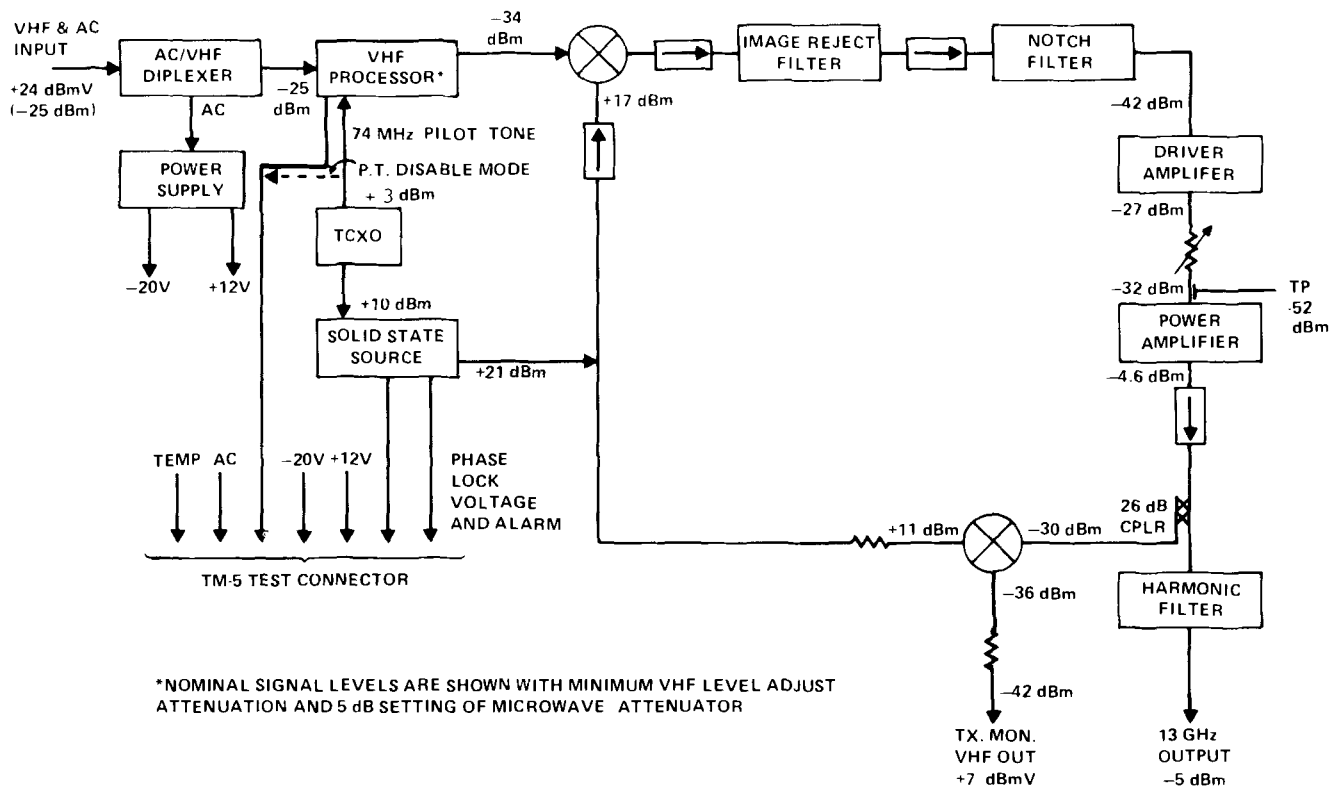 VHF & AC
INPUT
+24 dBmV
(−25 dBm)
AC/VHF
DIPLEXER
AC
−25
dBm
POWER
SUPPLY
−20V
+12V
VHF
PROCESSOR*
−34
dBm
74 MHz PILOT TONE
P.T. DISABLE MODE
+ 3 dBm
TCXO
+10 dBm
SOLID STATE
SOURCE
+21 dBm
+17 dBm
IMAGE REJECT
FILTER
NOTCH
FILTER
−42 dBm
DRIVER
AMPLIFER
−27 dBm
−32 dBm
TP
-52
dBm
POWER
AMPLIFIER
−4.6 dBm
26 dB
CPLR
−30 dBm
+11 dBm
−36 dBm
−42 dBm
HARMONIC
FILTER
TX. MON.
VHF OUT
+7 dBmV
13 GHz
OUTPUT
−5 dBm
TEMP AC
−20V +12V
PHASE
LOCK
VOLTAGE
AND ALARM
TM-5 TEST CONNECTOR
*NOMINAL SIGNAL LEVELS ARE SHOWN WITH MINIMUM VHF LEVEL ADJUST
ATTENUATION AND 5 dB SETTING OF MICROWAVE ATTENUATOR